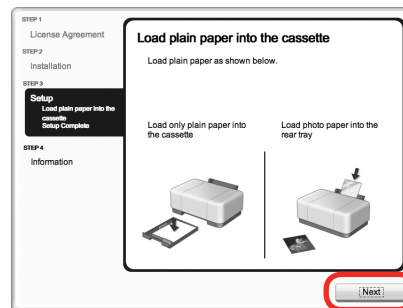 STEP 1
License Agreement
STEP 2
Installation
STEP 3
Setup
Load plain paper into the
cassette
Setup Complete
STEP 4
Information
Load plain paper into the cassette
Load plain paper as shown below.
Load only plain paper into
the cassette
Load photo paper into the
rear tray
Next